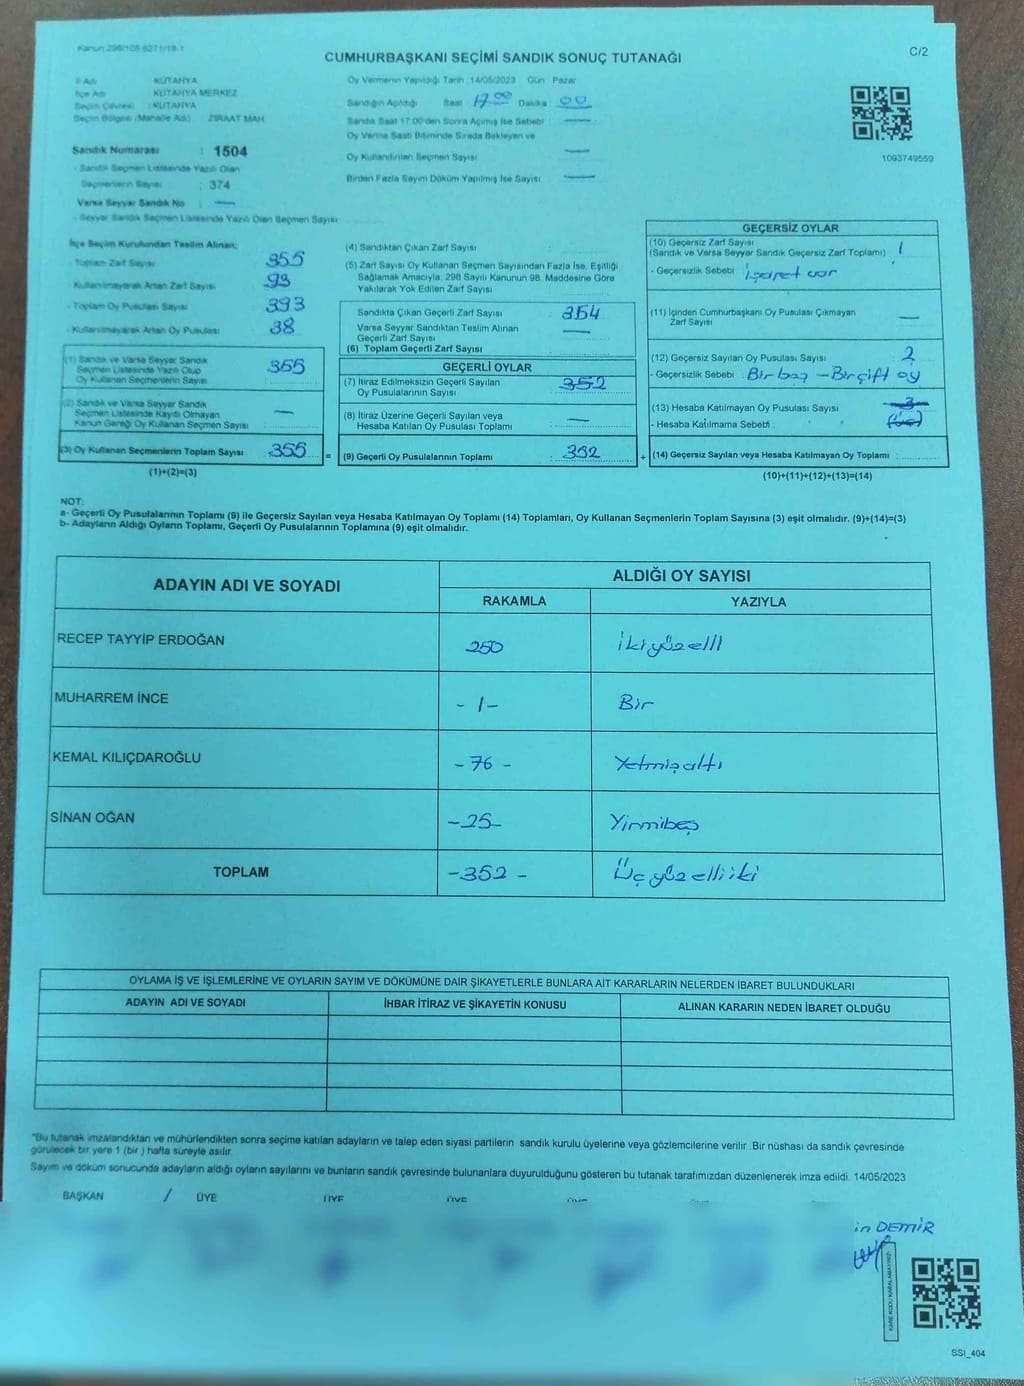 Kanun 298/105 6271/18-1
C/2
CUMHURBAŞKANI SEÇİMİ SANDIK SONUÇ TUTANAĞI
İl Adı : KÜTAHYA
İlçe Adı : KÜTAHYA MERKEZ
Seçim Çevresi : KÜTAHYA
Seçim Bölgesi (Mahalle Adı) ZİRAAT MAH.
Sandık Numarası : 1504
- Sandık Seçmen Listesinde Yazılı Olan
Seçmenlerin Sayısı : 374
Varsa Seyyar Sandık No : —
- Seyyar Sandık Seçmen Listesinde Yazılı Olan Seçmen Sayısı
Oy Vermenin Yapıldığı Tarih 14/05/2023 Gün Pazar
Sandığın Açıldığı Saat 17 00 Dakika 00
Sandık Saat 17.00'den Sonra Açılmış İse Sebebi —
Oy Verme Saati Bitiminde Sırada Bekleyen ve
Oy Kullandırılan Seçmen Sayısı —
Birden Fazla Sayım Döküm Yapılmış İse Sayısı —
1093749559
İlçe Seçim Kurulundan Teslim Alınan;
- Toplam Zarf Sayısı
- Kullanılmayarak Artan Zarf Sayısı 93
- Toplam Oy Pusulası Sayısı 393
- Kullanılmayarak Artan Oy Pusulası 38
(1) Sandık ve Varsa Seyyar Sandık
Seçmen Listesinde Yazılı Olup
Oy Kullanan Seçmenlerin Sayısı 355
(2) Sandık ve Varsa Seyyar Sandık
Seçmen Listesinde Kayıtlı Olmayan
Kanun Gereği Oy Kullanan Seçmen Sayısı —
(3) Oy Kullanan Seçmenlerin Toplam Sayısı : 355
(1)+(2)=(3)
(4) Sandıktan Çıkan Zarf Sayısı :
(5) Zarf Sayısı Oy Kullanan Seçmen Sayısından Fazla İse, Eşitliği
Sağlamak Amacıyla, 298 Sayılı Kanunun 98. Maddesine Göre
Yakılarak Yok Edilen Zarf Sayısı
Sandıkta Çıkan Geçerli Zarf Sayısı : 354
Varsa Seyyar Sandıktan Teslim Alınan
Geçerli Zarf Sayısı —
(6) Toplam Geçerli Zarf Sayısı :
GEÇERLİ OYLAR
(7) İtiraz Edilmeksizin Geçerli Sayılan
Oy Pusulalarının Sayısı : 352
(8) İtiraz Üzerine Geçerli Sayılan veya
Hesaba Katılan Oy Pusulası Toplamı : —
(9) Geçerli Oy Pusulalarının Toplamı : 352
=
+
GEÇERSİZ OYLAR
(10) Geçersiz Zarf Sayısı
(Sandık ve Varsa Seyyar Sandık Geçersiz Zarf Toplamı) : 1
- Geçersizlik Sebebi işaret var
(11) İçinden Cumhurbaşkanı Oy Pusulası Çıkmayan
Zarf Sayısı : —
(12) Geçersiz Sayılan Oy Pusulası Sayısı : 2
- Geçersizlik Sebebi : Bir boş - Bir çift oy
(13) Hesaba Katılmayan Oy Pusulası Sayısı :
- Hesaba Katılmama Sebebi :
(14) Geçersiz Sayılan veya Hesaba Katılmayan Oy Toplamı :
(10)+(11)+(12)+(13)=(14)
NOT:
a- Geçerli Oy Pusulalarının Toplamı (9) ile Geçersiz Sayılan veya Hesaba Katılmayan Oy Toplamı (14) Toplamları, Oy Kullanan Seçmenlerin Toplam Sayısına (3) eşit olmalıdır. (9)+(14)=(3)
b- Adayların Aldığı Oyların Toplamı, Geçerli Oy Pusulalarının Toplamına (9) eşit olmalıdır.
ADAYIN ADI VE SOYADI
ALDIĞI OY SAYISI
RAKAMLA YAZIYLA
RECEP TAYYİP ERDOĞAN 250 iki yüz elli
MUHARREM İNCE - 1 - Bir
KEMAL KILIÇDAROĞLU - 76 - Yetmiş altı
SİNAN OĞAN - 25 - Yirmibeş
TOPLAM - 352 - Üç yüz elli iki
OYLAMA İŞ VE İŞLEMLERİNE VE OYLARIN SAYIM VE DÖKÜMÜNE DAİR ŞİKAYETLERLE BUNLARA AİT KARARLARIN NELERDEN İBARET BULUNDUKLARI
ADAYIN ADI VE SOYADI İHBAR İTİRAZ VE ŞİKAYETİN KONUSU ALINAN KARARIN NEDEN İBARET OLDUĞU
*Bu tutanak imzalandıktan ve mühürlendikten sonra seçime katılan adayların ve talep eden siyasi partilerin sandık kurulu üyelerine veya gözlemcilerine verilir .Bir nüshası da sandık çevresinde
görülecek bir yere 1 (bir ) hafta süreyle asılır.
Sayım ve döküm sonucunda adayların aldığı oyların sayılarını ve bunların sandık çevresinde bulunanlara duyurulduğunu gösteren bu tutanak tarafımızdan düzenlenerek imza edildi. 14/05/2023
BAŞKAN / ÜYE ÜYE ÜYE
in DEMİR
KARE KODU KARALAMAYINIZ!
SSI_404